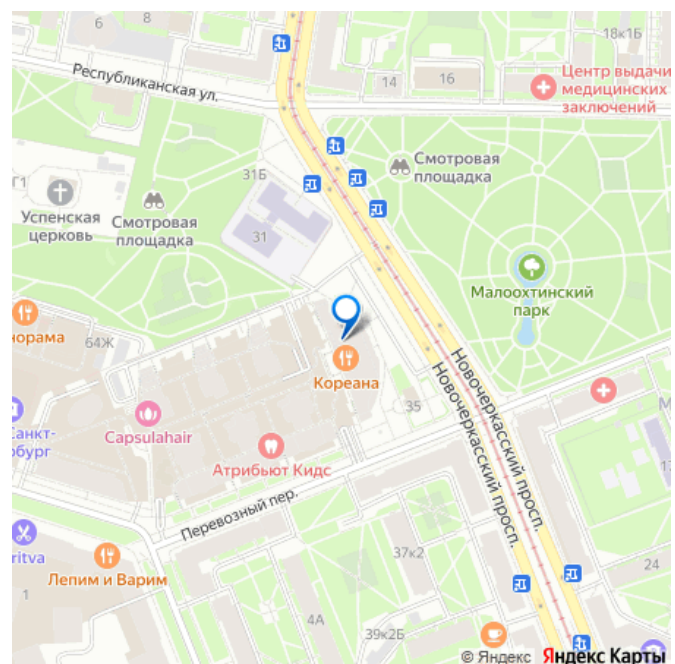 6
8
18к1Б
Республиканская ул.
14
16
Центр выдачи
медицинских
заключений
31Б
Смотровая
площадка
Г1
Успенская
церковь
Смотровая
площадка
31
Малоохтинский
парк
64Ж
Кореана
Новочеркасский просп.
Новочеркасский просп.
35
Capsulahair
Санкт-
Атрибьют Кидс
Перевозный пер.
Лепим и Варим
37к2
24
1
4А
39к2Б
© Яндекс Яндекс Карты